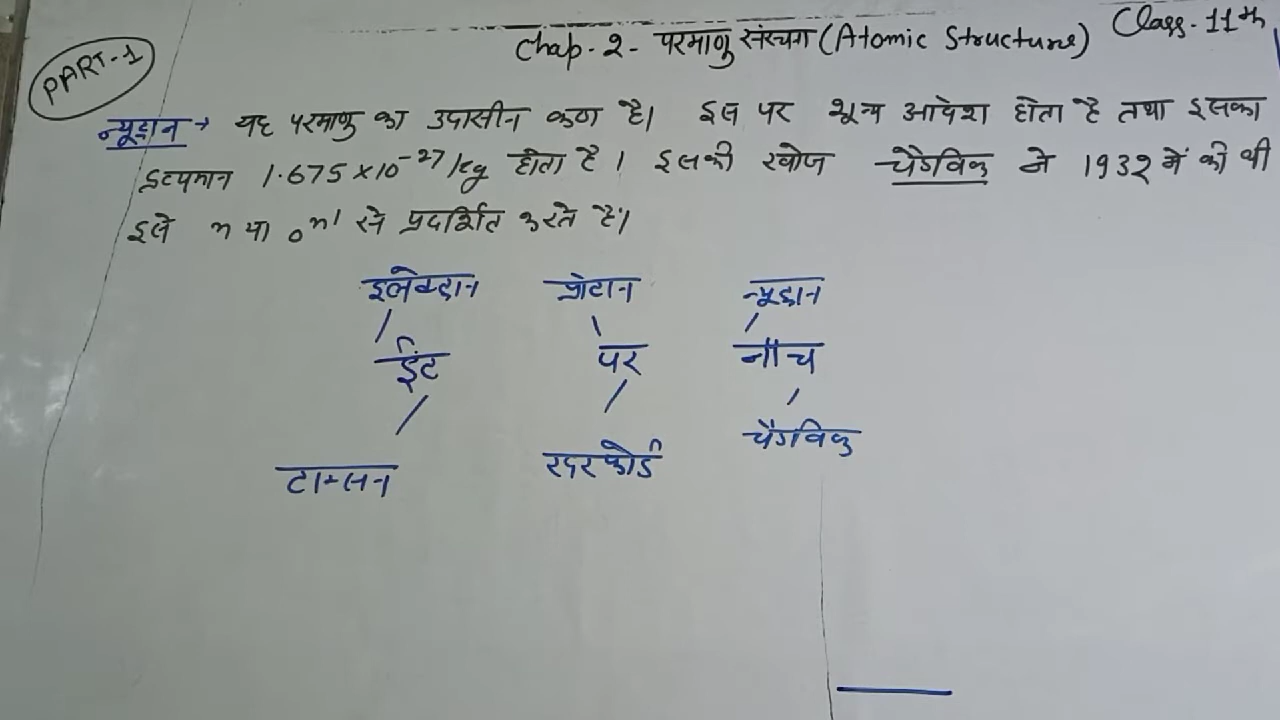 PART-1
Chap-2-परमाणु संरचना (Atomic Structure) Class-11th
न्यूट्रान → यह परमाणु का उदासीन कण है। इस पर शून्य आवेश होता है तथा इसका
द्रव्यमान 1.675 x 10⁻²⁷ kg होता है। इसकी खोज चैडविक ने 1932 में की थी
इसे n या ₀n¹ से प्रदर्शित करते हैं।
इलेक्ट्रान प्रोटान न्यूट्रान
ईंट पर नाच
टाम्सन रदरफोर्ड चैडविक